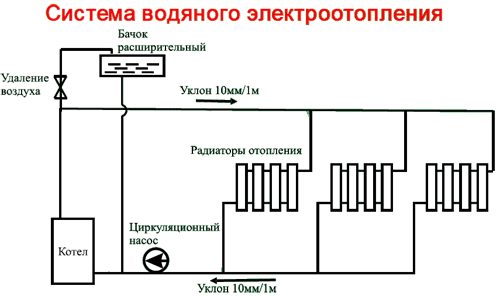 Система водяного электроотопления
Бачок
расширительный
Удаление
воздуха
Уклон 10мм/1м
Радиаторы отопления
Циркуляционный
насос
Котел
Уклон 10мм/1м